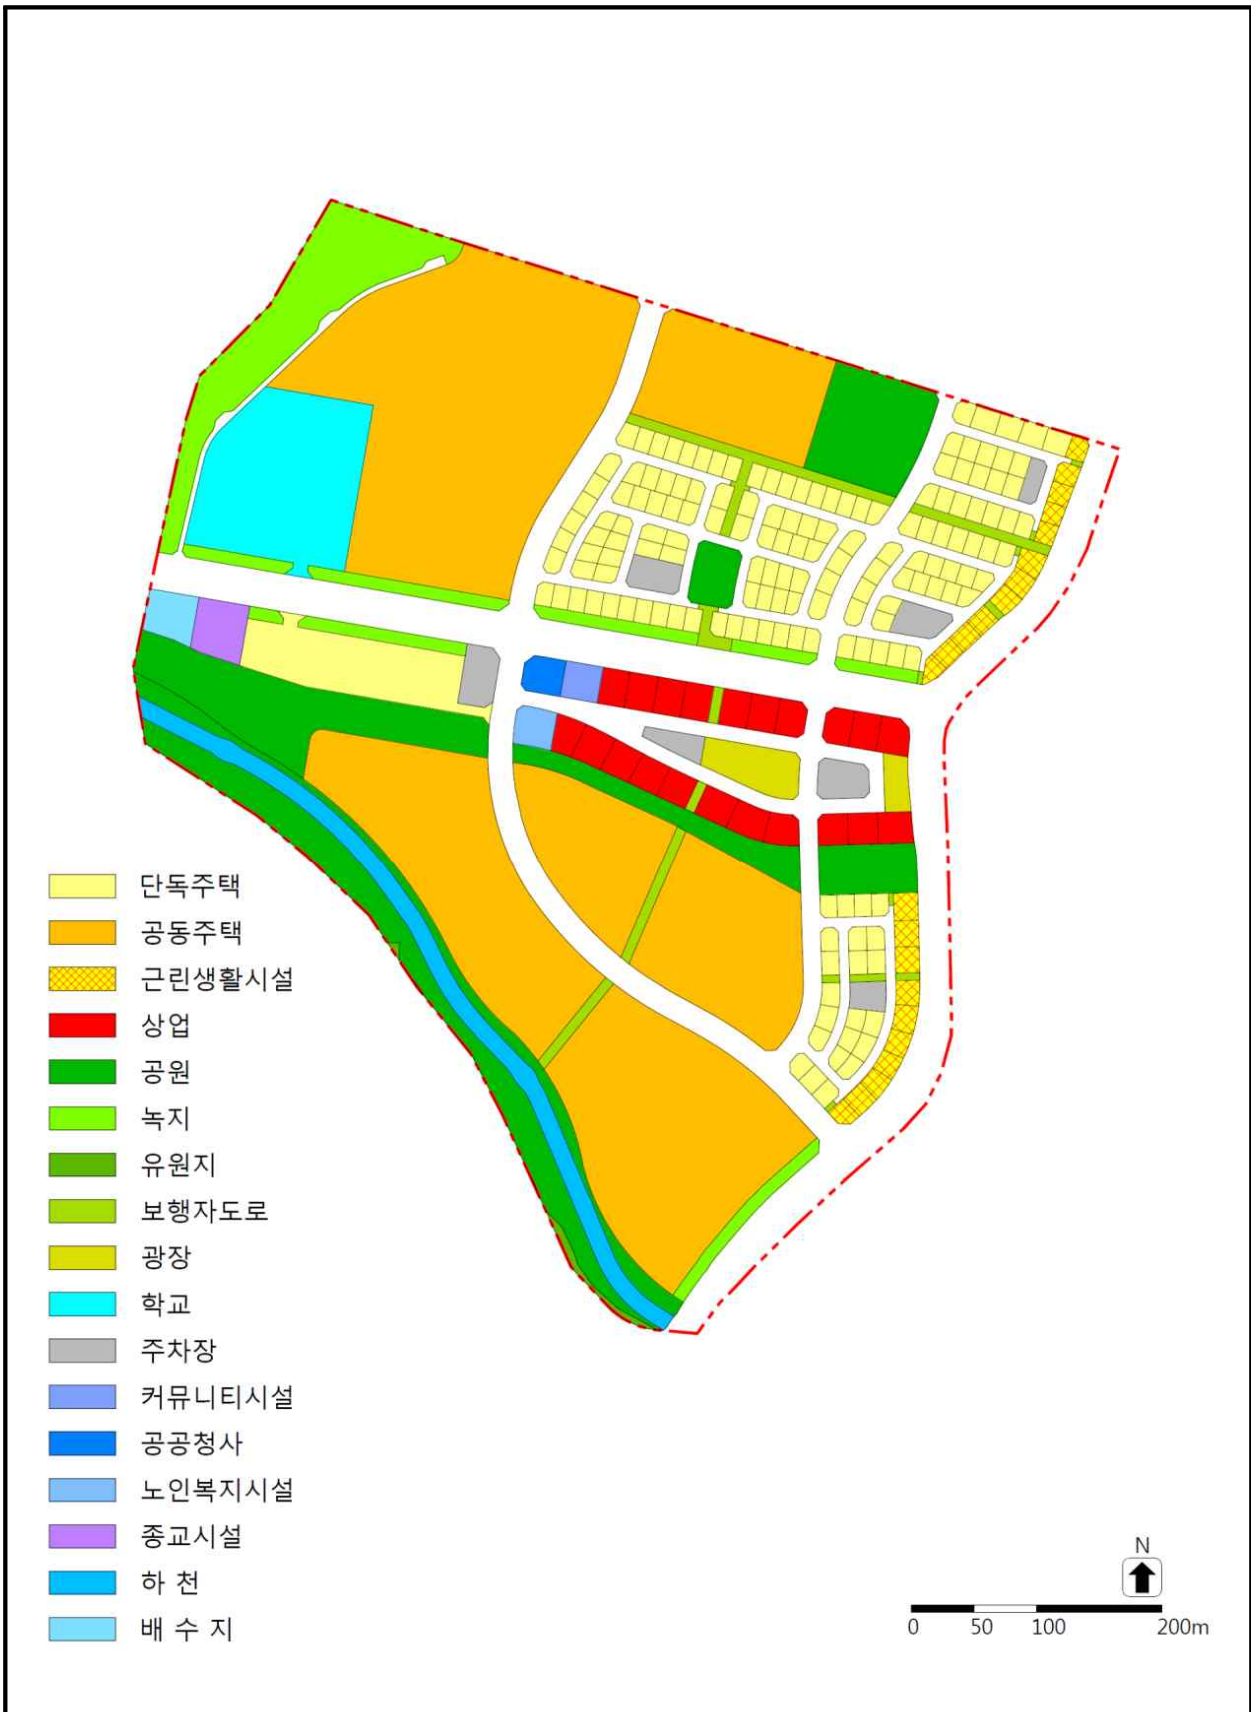 단독주택
공동주택
근린생활시설
상업
공원
녹지
유원지
보행자도로
광장
학교
주차장
커뮤니티시설
공공청사
노인복지시설
종교시설
하 천
배 수 지
N
0 50 100 200m